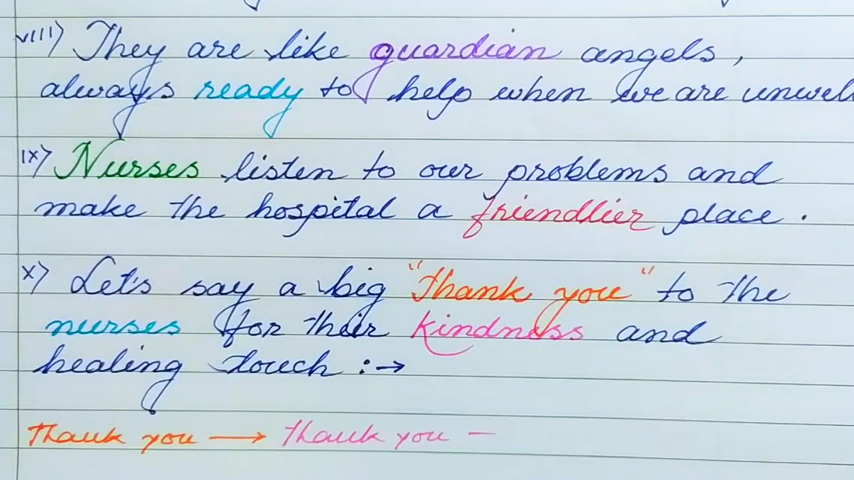 viii) They are like guardian angels,
always ready to help when we are unwell
ix) Nurses listen to our problems and
make the hospital a friendlier place.
x) Let's say a big "thank you" to the
nurses for their kindness and
healing touch :→
Thank you → thank you —